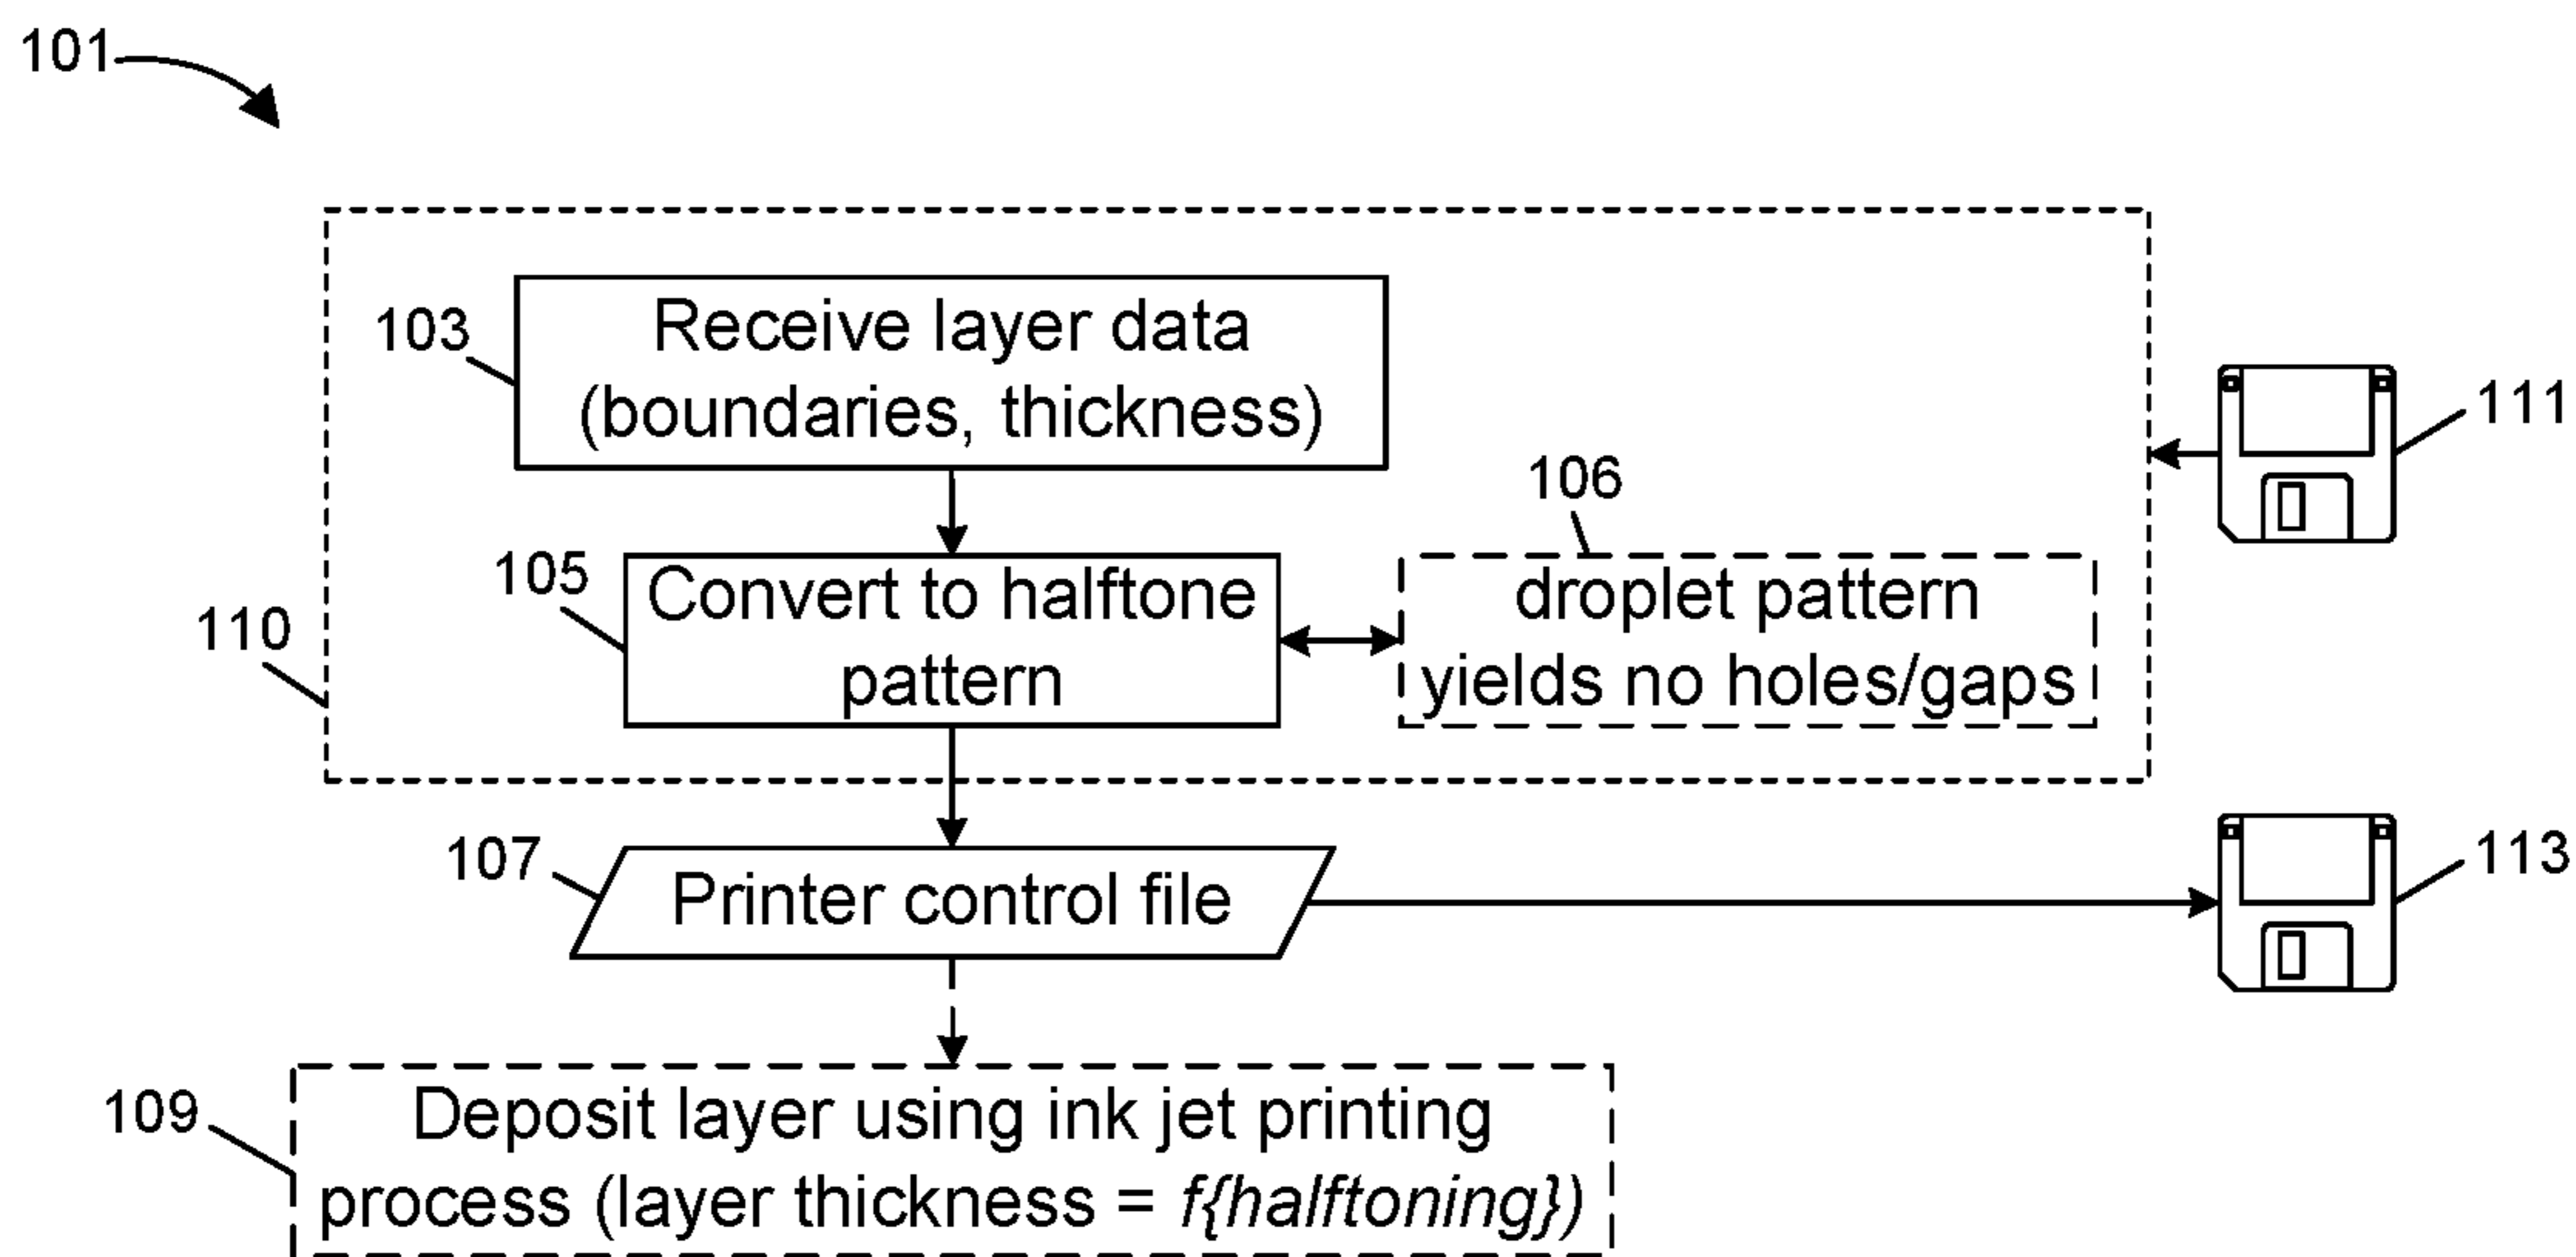 101
103
Receive layer data
(boundaries, thickness)
111
106
105
Convert to halftone
pattern
droplet pattern
yields no holes/gaps
110
107
Printer control file
113
109
Deposit layer using ink jet printing
process (layer thickness = f{halftoning})